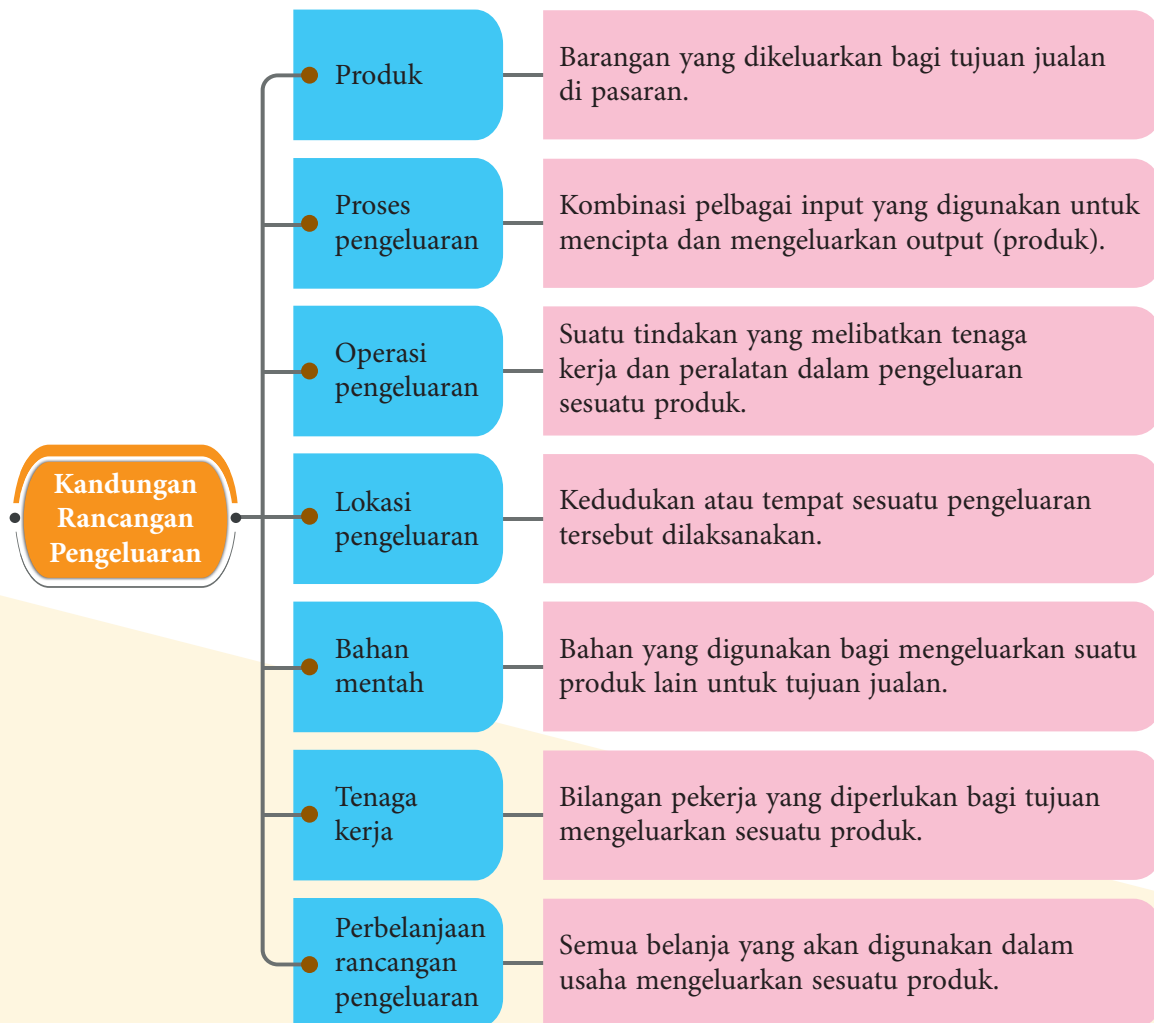 Kandungan
Rancangan
Pengeluaran
Produk
Barangan yang dikeluarkan bagi tujuan jualan
di pasaran.
Proses
pengeluaran
Kombinasi pelbagai input yang digunakan untuk
mencipta dan mengeluarkan output (produk).
Operasi
pengeluaran
Suatu tindakan yang melibatkan tenaga
kerja dan peralatan dalam pengeluaran
sesuatu produk.
Lokasi
pengeluaran
Kedudukan atau tempat sesuatu pengeluaran
tersebut dilaksanakan.
Bahan
mentah
Bahan yang digunakan bagi mengeluarkan suatu
produk lain untuk tujuan jualan.
Tenaga
kerja
Bilangan pekerja yang diperlukan bagi tujuan
mengeluarkan sesuatu produk.
Perbelanjaan
rancangan
pengeluaran
Semua belanja yang akan digunakan dalam
usaha mengeluarkan sesuatu produk.